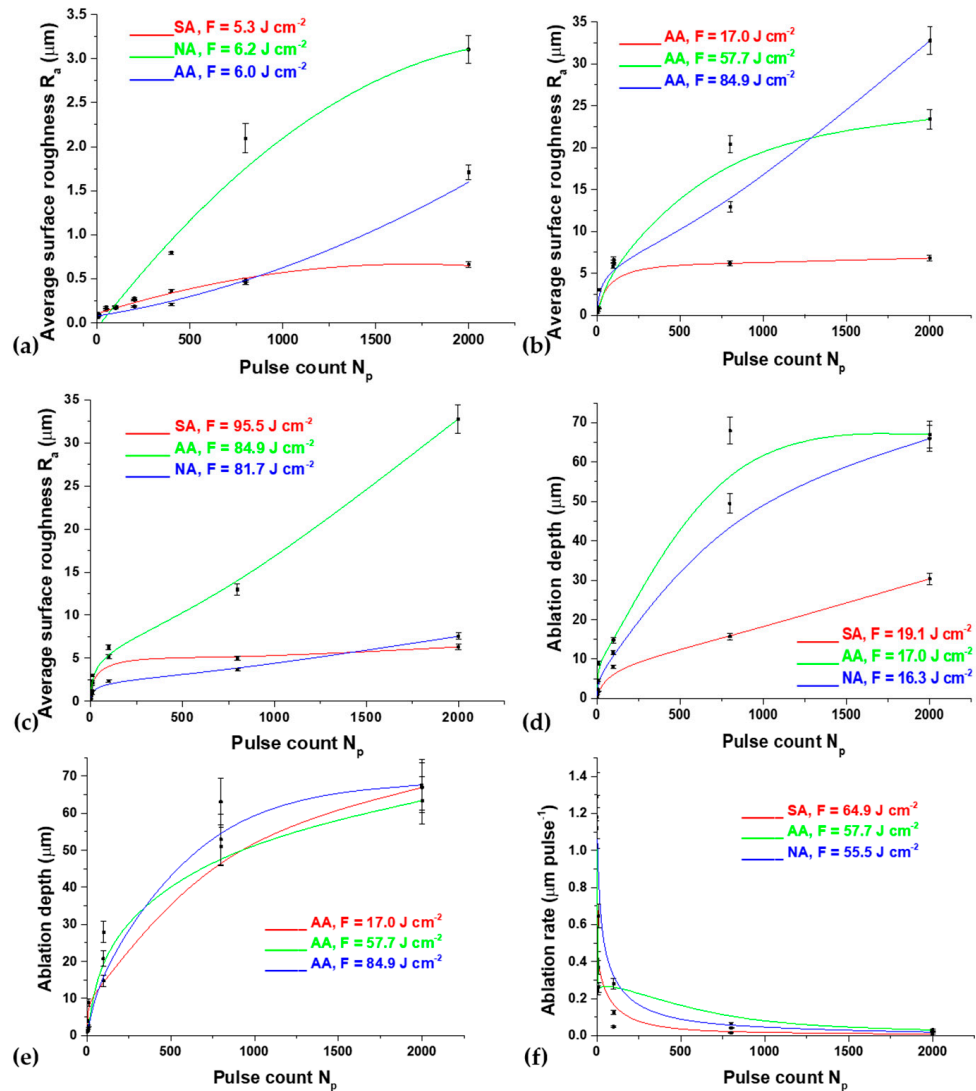 SA, F = 5.3 J cm-2
NA, F = 6.2 J cm-2
AA, F = 6.0 J cm-2
3.5
3.0
2.5
2.0
1.5
1.0
0.5
0.0
Average surface roughness Ra (μm)
500 1000 1500 2000
Pulse count Np
(a)
AA, F = 17.0 J cm-2
AA, F = 57.7 J cm-2
AA, F = 84.9 J cm-2
35
30
25
20
15
10
5
0
Average surface roughness Ra (μm)
0 500 1000 1500 2000
Pulse count Np
(b)
SA, F = 95.5 J cm-2
AA, F = 84.9 J cm-2
NA, F = 81.7 J cm-2
35
30
25
20
15
10
5
0
Average surface roughness Ra (μm)
0 500 1000 1500 2000
Pulse count Np
(c)
70
60
50
40
30
20
10
0
Ablation depth (μm)
SA, F = 19.1 J cm-2
AA, F = 17.0 J cm-2
NA, F = 16.3 J cm-2
0 500 1000 1500 2000
Pulse count Np
(d)
70
60
50
40
30
20
10
0
Ablation depth (μm)
AA, F = 17.0 J cm-2
AA, F = 57.7 J cm-2
AA, F = 84.9 J cm-2
0 500 1000 1500 2000
Pulse count Np
(e)
1.4
1.2
1.0
0.8
0.6
0.4
0.2
0.0
Ablation rate (μm pulse-1)
SA, F = 64.9 J cm-2
AA, F = 57.7 J cm-2
NA, F = 55.5 J cm-2
0 500 1000 1500 2000
Pulse count Np
(f)